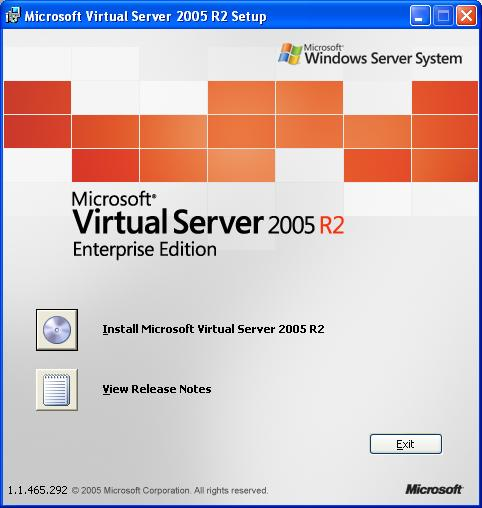 Microsoft Virtual Server 2005 R2 Setup
Microsoft®
Windows Server System
Microsoft®
Virtual Server 2005 R2
Enterprise Edition
Install Microsoft Virtual Server 2005 R2
View Release Notes
Exit
1.1.465.292 © 2005 Microsoft Corporation. All rights reserved.
Microsoft